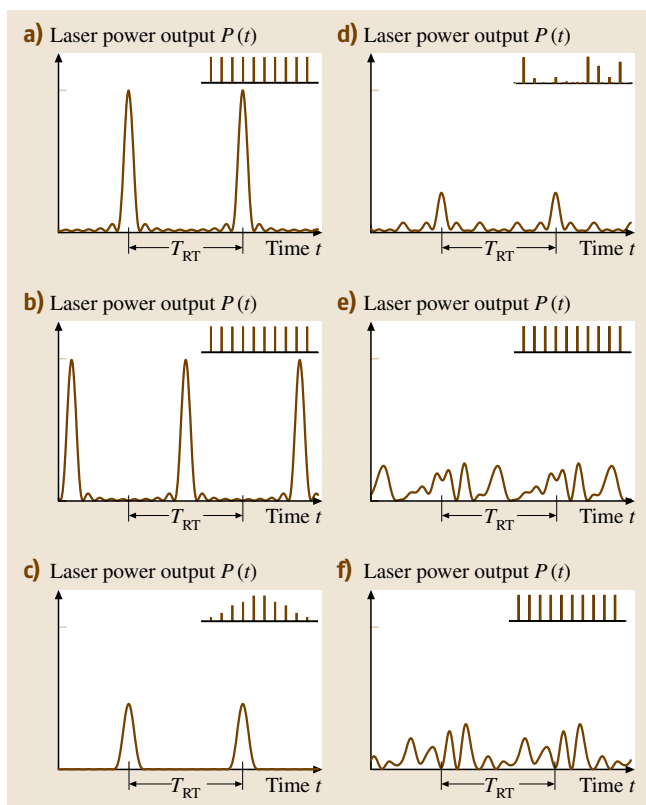 a) Laser power output P(t)
T_RT
Time t
b) Laser power output P(t)
T_RT
Time t
c) Laser power output P(t)
T_RT
Time t
d) Laser power output P(t)
T_RT
Time t
e) Laser power output P(t)
T_RT
Time t
f) Laser power output P(t)
T_RT
Time t